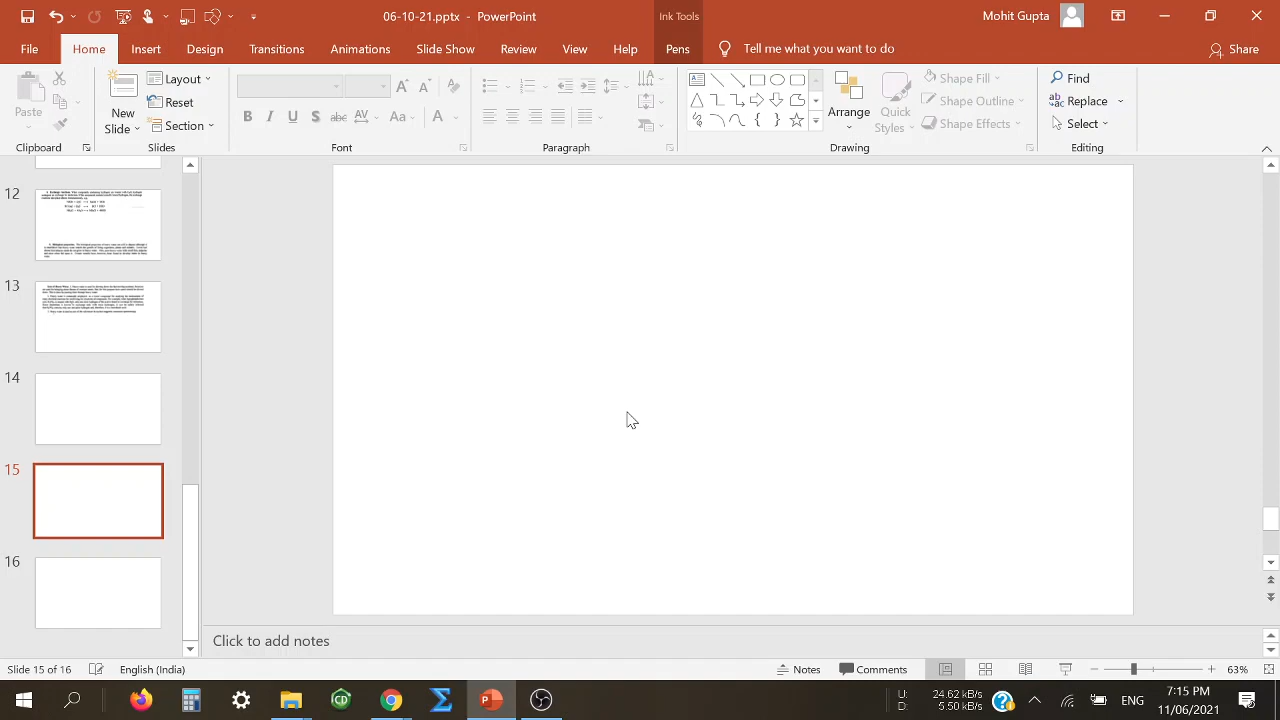 06-10-21.pptx - PowerPoint
Ink Tools
Mohit Gupta
File Home Insert Design Transitions Animations Slide Show Review View Help Pens Tell me what you want to do Share
Paste
New
Slide
Layout
Reset
Section
B I U S abc AV Aa A
Arrange
Quick
Styles
Shape Fill
Shape Outline
Shape Effects
Find
Replace
Select
Clipboard Slides Font Paragraph Drawing Editing
12
13
14
15
16
Click to add notes
Slide 15 of 16 English (India) Notes Comments 63%
U: 24.62 kB/s
D: 5.50 kB/s
ENG
7:15 PM
11/06/2021